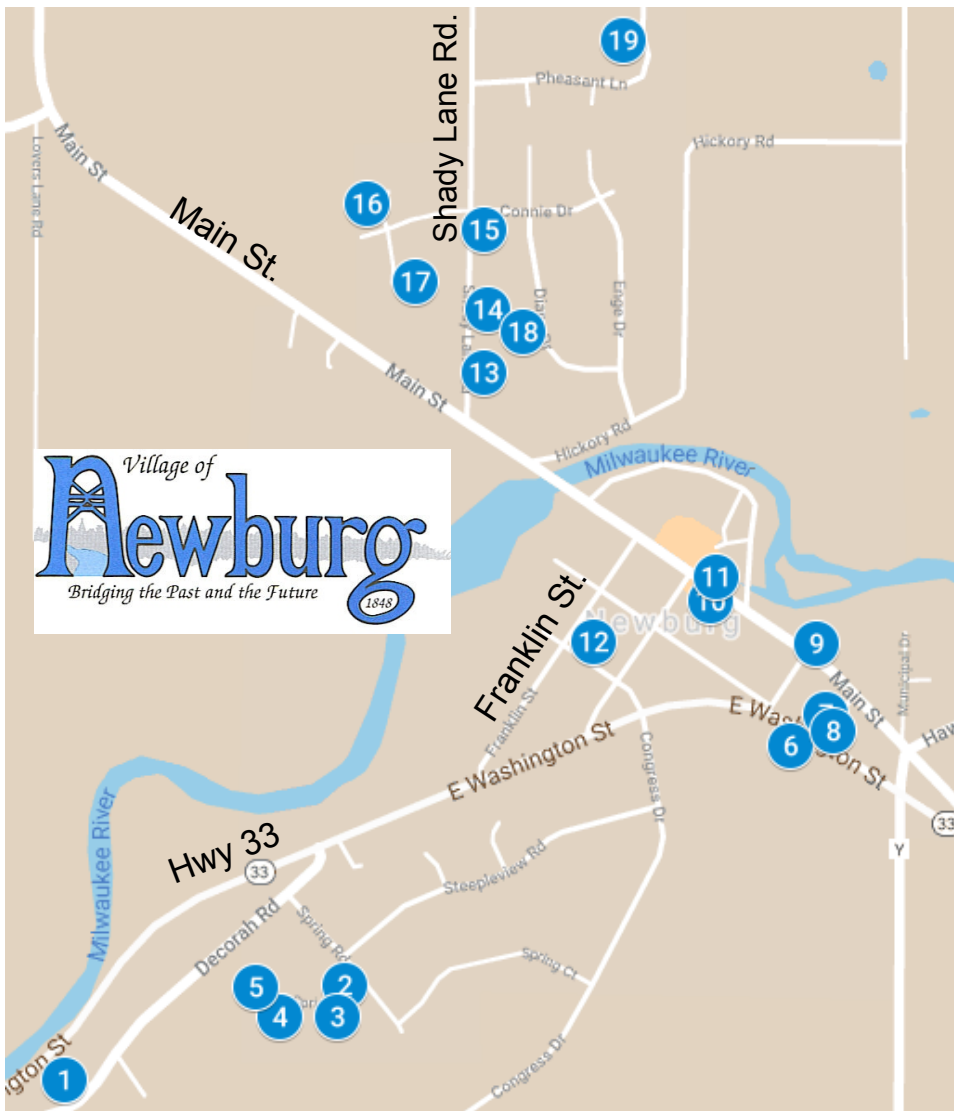 19
Pheasant Ln
Shady Lane Rd.
Main St
Lovers Lane Rd
Hickory Rd
Main St.
16
Connie Dr
15
17
14
18
Enge Dr
13
Main St
Hickory Rd
Milwaukee River
Village of
Newburg
Bridging the Past and the Future
1848
11
10
Newburg
12
Franklin St.
Franklin St
9
Municipal Dr
Main St
E Washington St
7
8
6
E Washington St
Congress Dr
33
Y
Hwy 33
33
Milwaukee River
Steepleview Rd
Decorah Rd
Spring Rd
Spring Ct
5
2
4
3
Congress Dr
1